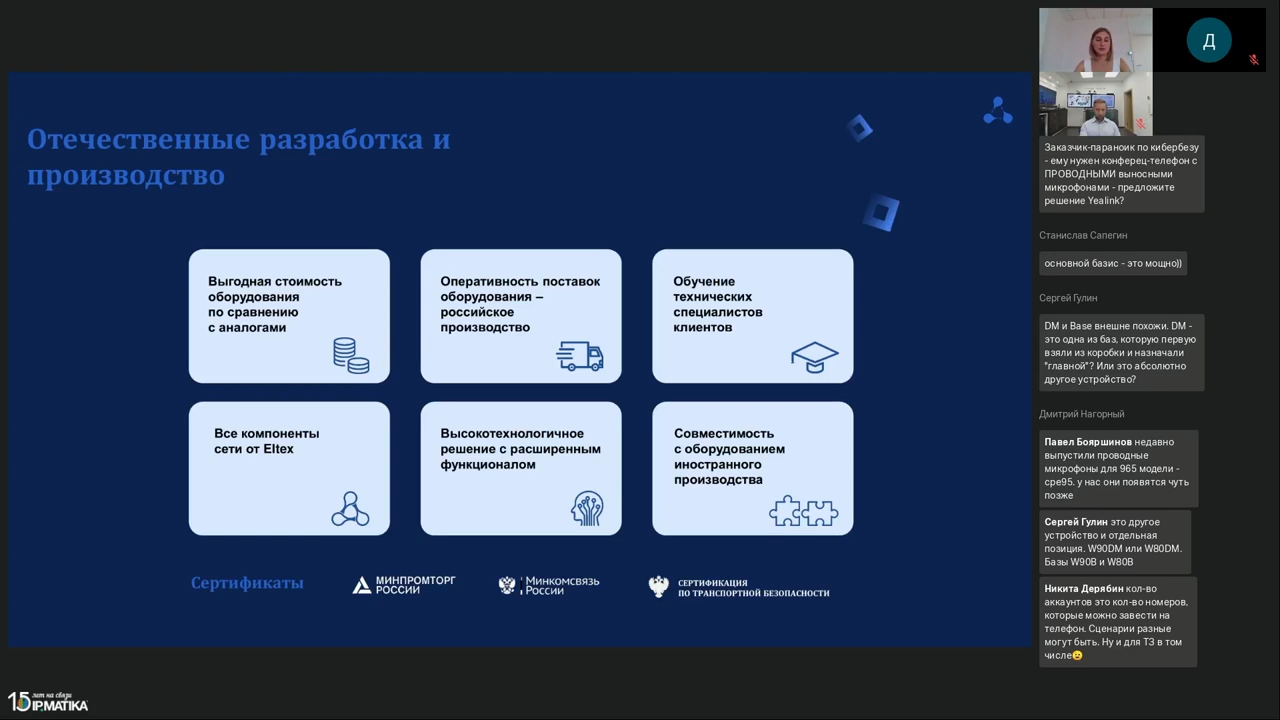 Отечественные разработка и
производство
Выгодная стоимость
оборудования
по сравнению
с аналогами
Оперативность поставок
оборудования –
российское
производство
Обучение
технических
специалистов
клиентов
Все компоненты
сети от Eltex
Высокотехнологичное
решение с расширенным
функционалом
Совместимость
с оборудованием
иностранного
производства
Сертификаты
МИНПРОМТОРГ
РОССИИ
Минкомсвязь
России
СЕРТИФИКАЦИЯ
ПО ТРАНСПОРТНОЙ БЕЗОПАСНОСТИ
15 лет на связи
IPMATIKA
Д
Заказчик-параноик по кибербезу
- ему нужен конферец-телефон с
ПРОВОДНЫМИ выносными
микрофонами - предложите
решение Yealink?
Станислав Сапегин
основной базис - это мощно))
Сергей Гулин
DM и Base внешне похожи. DM -
это одна из баз, которую первую
взяли из коробки и назначали
"главной"? Или это абсолютно
другое устройство?
Дмитрий Нагорный
Павел Бояршинов недавно
выпустили проводные
микрофоны для 965 модели -
cpe95. у нас они появятся чуть
позже
Сергей Гулин это другое
устройство и отдельная
позиция. W90DM или W80DM.
Базы W90B и W80B
Никита Дерябин кол-во
аккаунтов это кол-во номеров,
которые можно завести на
телефон. Сценарии разные
могут быть. Ну и для ТЗ в том
числе😉